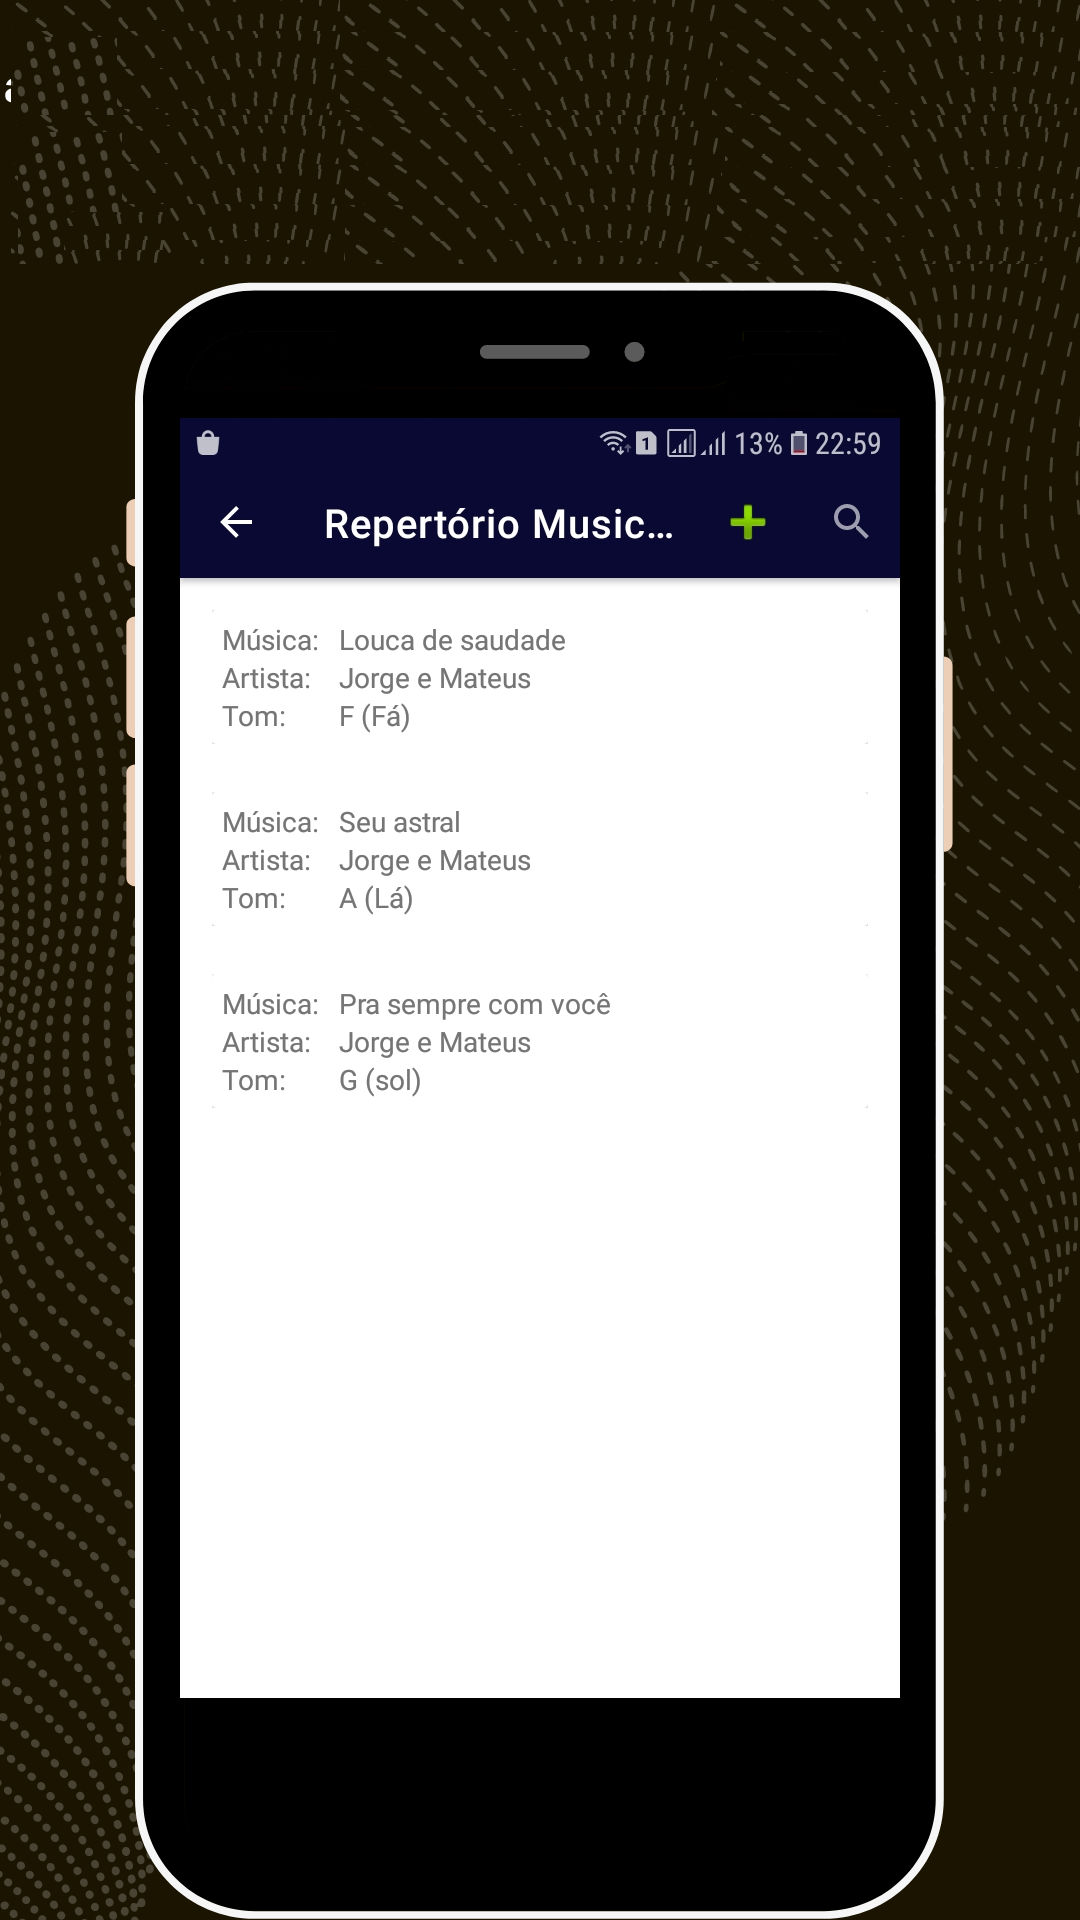 13% 22:59
Repertório Music...
Música: Louca de saudade
Artista: Jorge e Mateus
Tom: F (Fá)
Música: Seu astral
Artista: Jorge e Mateus
Tom: A (Lá)
Música: Pra sempre com você
Artista: Jorge e Mateus
Tom: G (sol)